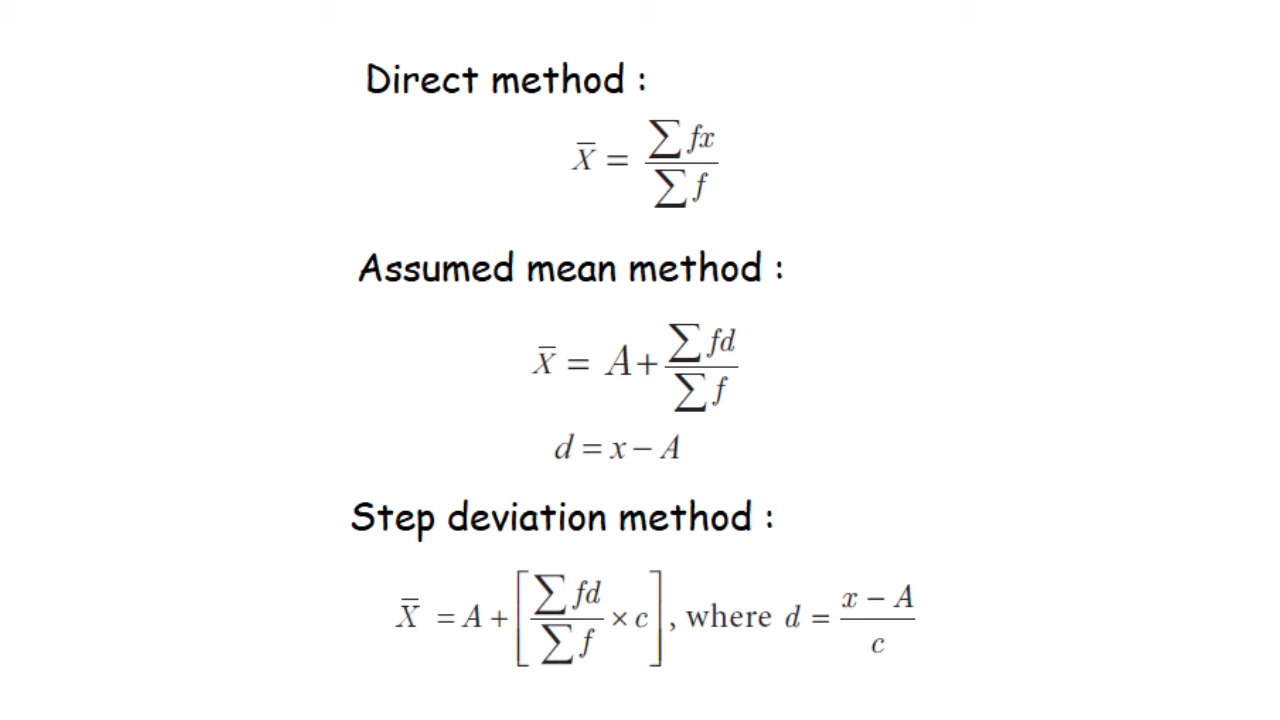 Direct method :
X̄ = ∑ fx / ∑ f
Assumed mean method :
X̄ = A + ∑ fd / ∑ f
d = x − A
Step deviation method :
X̄ = A + [ ∑ fd / ∑ f × c ] , where d = x − A / c